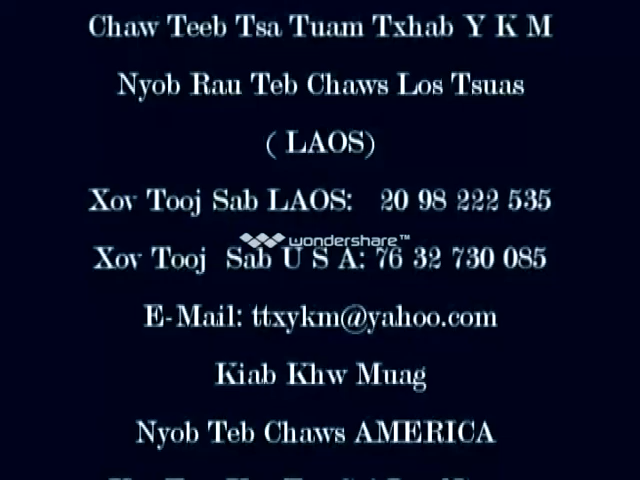 Chaw Teeb Tsa Tuam Txhab Y K M
Nyob Rau Teb Chaws Los Tsuas
( LAOS)
Xov Tooj Sab LAOS: 20 98 222 535
wondershare™
Xov Tooj Sab U S A: 76 32 730 085
E-Mail: ttxykm@yahoo.com
Kiab Khw Muag
Nyob Teb Chaws AMERICA